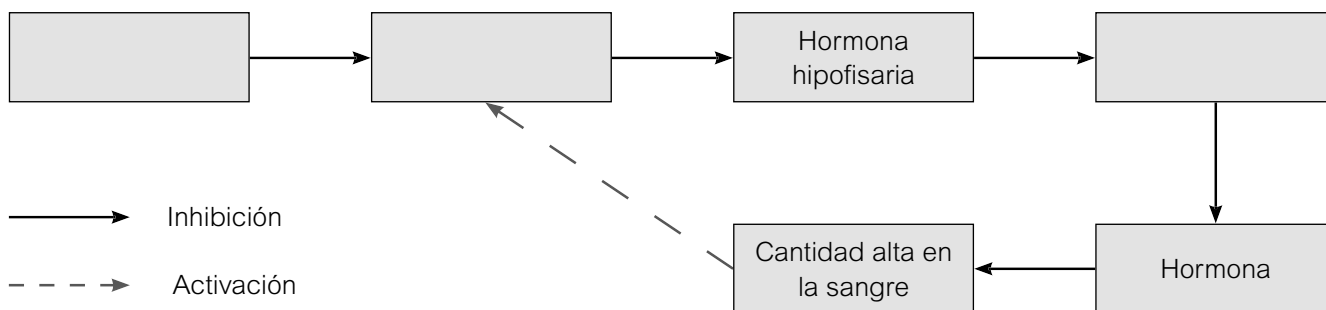 Hormona
hipofisaria
Inhibición
Activación
Cantidad alta en
la sangre
Hormona